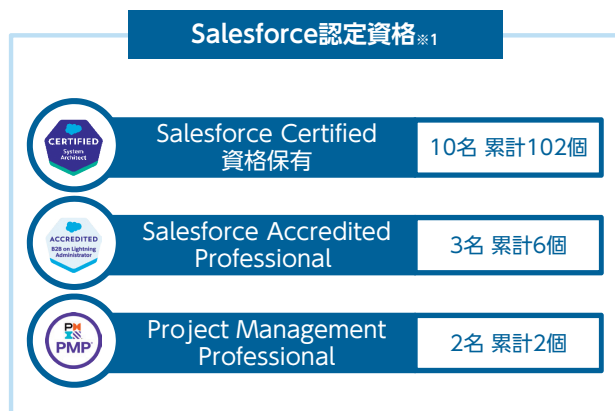 Salesforce認定資格※1
CERTIFIED
System
Architect
Salesforce Certified
資格保有
10名 累計102個
ACCREDITED
B2B on Lightning
Administrator
Salesforce Accredited
Professional
3名 累計6個
PMI
PMP
Project Management
Professional
2名 累計2個